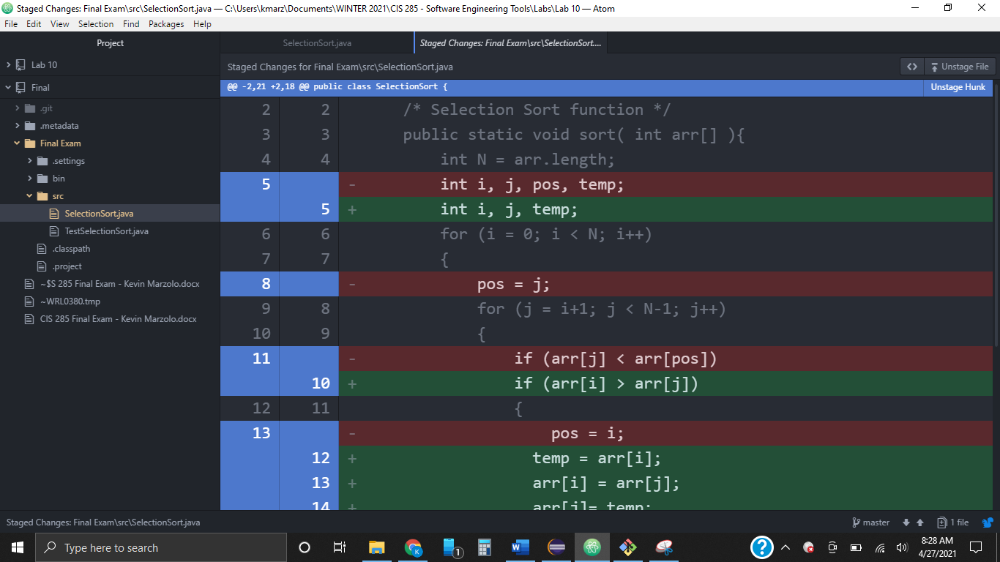 Staged Changes: Final Exam\src\SelectionSort.java — C:\Users\kmarz\Documents\WINTER 2021\CIS 285 - Software Engineering Tools\Labs\Lab 10 — Atom
File Edit View Selection Find Packages Help
Project
SelectionSort.java
Staged Changes: Final Exam\src\SelectionSort....
Lab 10
Final
.git
.metadata
Final Exam
.settings
bin
src
SelectionSort.java
TestSelectionSort.java
.classpath
.project
~$S 285 Final Exam - Kevin Marzolo.docx
~WRL0380.tmp
CIS 285 Final Exam - Kevin Marzolo.docx
Staged Changes for Final Exam\src\SelectionSort.java
<> Unstage File
@@ -2,21 +2,18 @@ public class SelectionSort { Unstage Hunk
2 2 /* Selection Sort function */
3 3 public static void sort( int arr[] ){
4 4 int N = arr.length;
5 - int i, j, pos, temp;
5 + int i, j, temp;
6 6 for (i = 0; i < N; i++)
7 7 {
8 - pos = j;
9 8 for (j = i+1; j < N-1; j++)
10 9 {
11 - if (arr[j] < arr[pos])
10 + if (arr[i] > arr[j])
12 11 {
13 - pos = i;
12 + temp = arr[i];
13 + arr[i] = arr[j];
14 + arr[j]= temp;
Staged Changes: Final Exam\src\SelectionSort.java
master
1 file
Type here to search
1
K
W
?
8:28 AM
4/27/2021